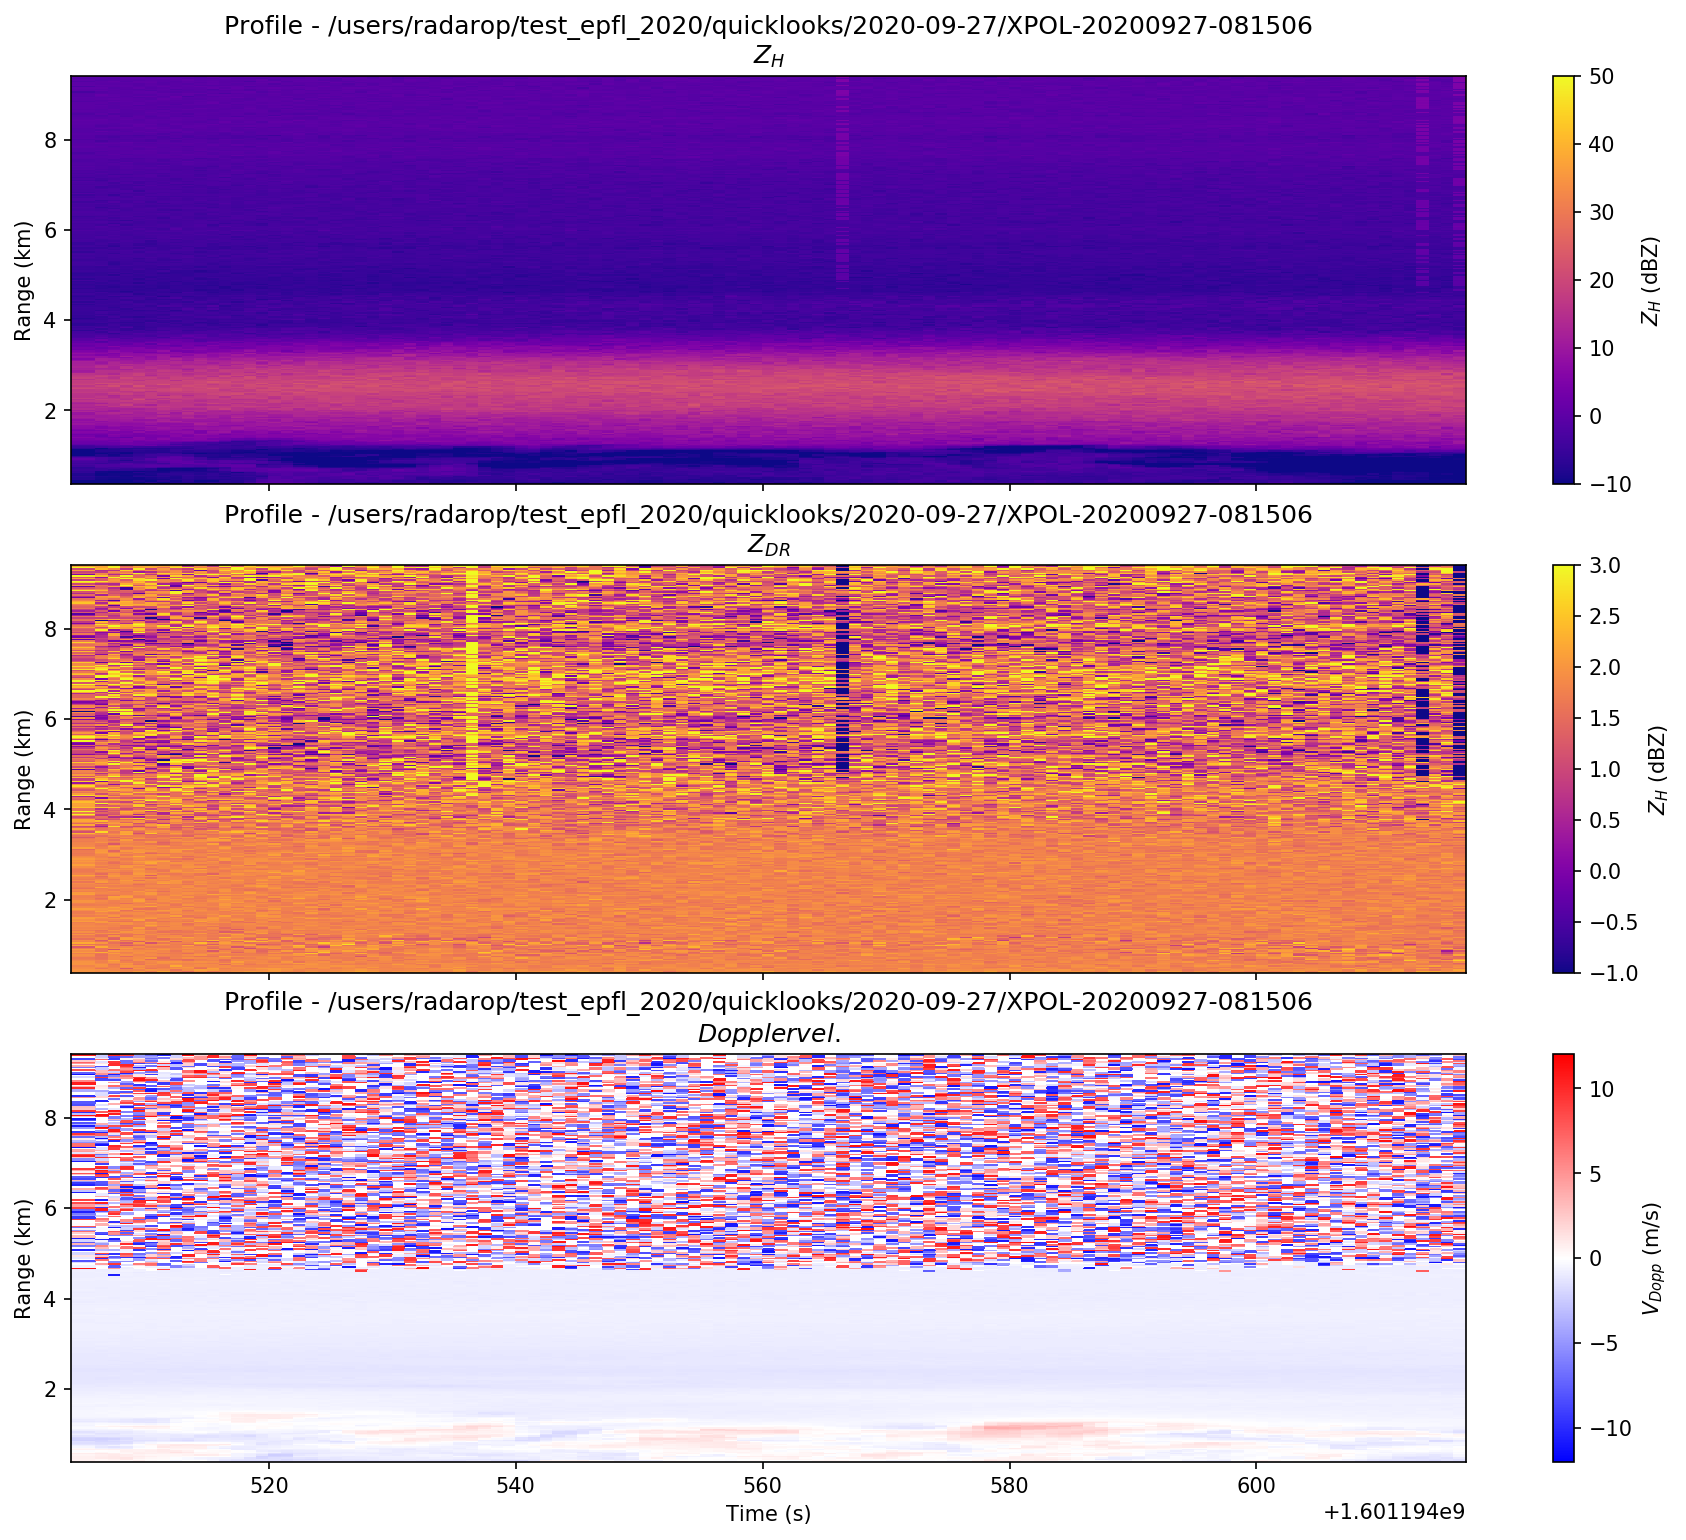 Profile - /users/radarop/test_epfl_2020/quicklooks/2020-09-27/XPOL-20200927-081506
Z_H
8
6
4
2
Range (km)
50
40
30
20
10
0
−10
Z_H (dBZ)
Profile - /users/radarop/test_epfl_2020/quicklooks/2020-09-27/XPOL-20200927-081506
Z_DR
8
6
4
2
Range (km)
3.0
2.5
2.0
1.5
1.0
0.5
0.0
−0.5
−1.0
Z_H (dBZ)
Profile - /users/radarop/test_epfl_2020/quicklooks/2020-09-27/XPOL-20200927-081506
Dopplervel.
8
6
4
2
Range (km)
10
5
0
−5
−10
V_Dopp (m/s)
520 540 560 580 600
Time (s)
+1.601194e9